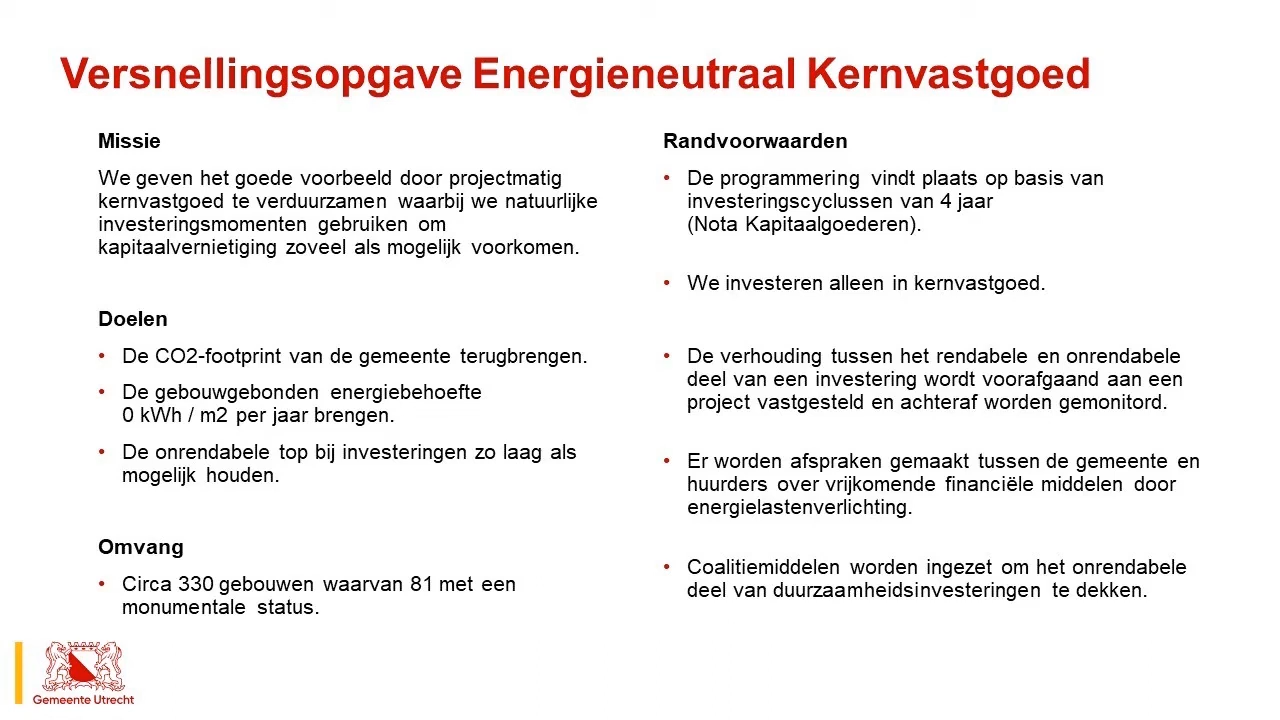 Versnellingsopgave Energieneutraal Kernvastgoed
Missie
We geven het goede voorbeeld door projectmatig
kernvastgoed te verduurzamen waarbij we natuurlijke
investeringsmomenten gebruiken om
kapitaalvernietiging zoveel als mogelijk voorkomen.
Doelen
• De CO2-footprint van de gemeente terugbrengen.
• De gebouwgebonden energiebehoefte
0 kWh / m2 per jaar brengen.
• De onrendabele top bij investeringen zo laag als
mogelijk houden.
Omvang
• Circa 330 gebouwen waarvan 81 met een
monumentale status.
Randvoorwaarden
• De programmering vindt plaats op basis van
investeringscyclussen van 4 jaar
(Nota Kapitaalgoederen).
• We investeren alleen in kernvastgoed.
• De verhouding tussen het rendabele en onrendabele
deel van een investering wordt voorafgaand aan een
project vastgesteld en achteraf worden gemonitord.
• Er worden afspraken gemaakt tussen de gemeente en
huurders over vrijkomende financiële middelen door
energielastenverlichting.
• Coalitiemiddelen worden ingezet om het onrendabele
deel van duurzaamheidsinvesteringen te dekken.
Gemeente Utrecht